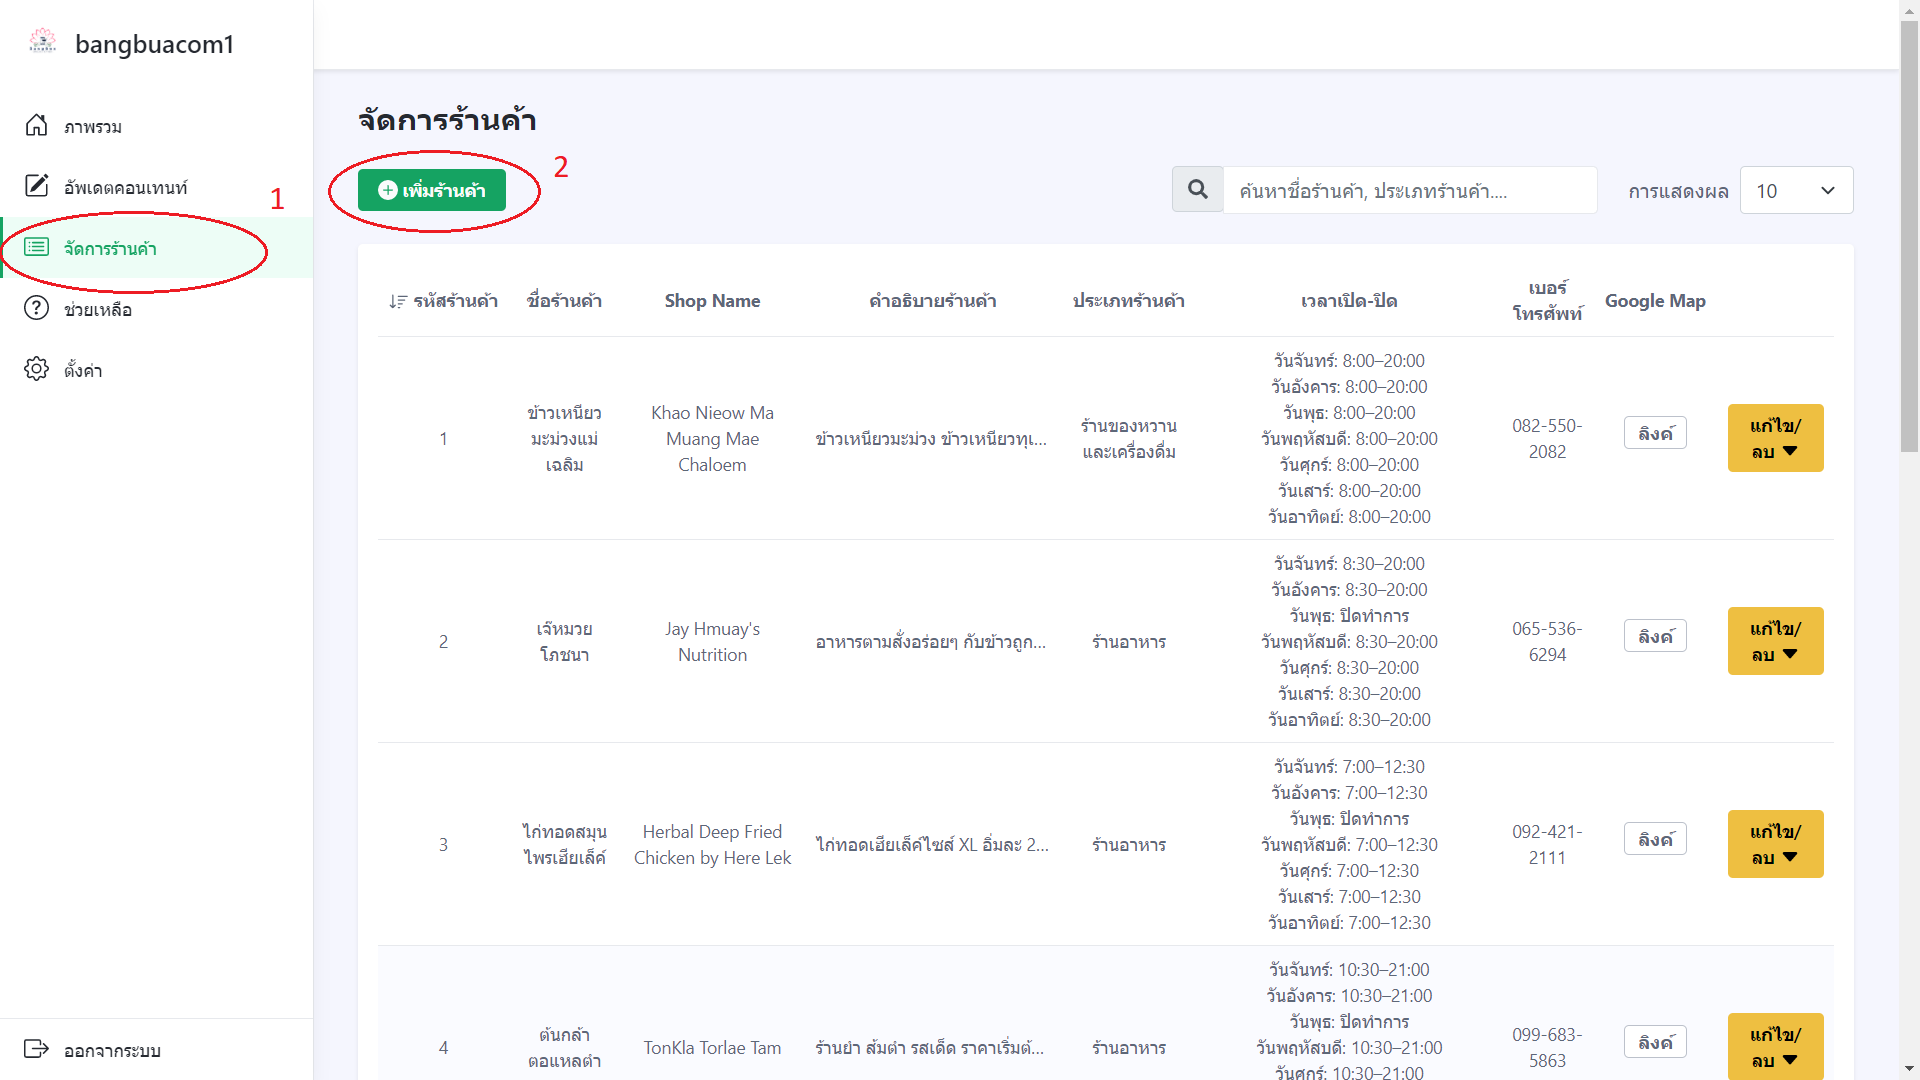 bangbuacom1
ภาพรวม
อัพเดตคอนเทนท์
1
จัดการร้านค้า
ช่วยเหลือ
ตั้งค่า
ออกจากระบบ
จัดการร้านค้า
เพิ่มร้านค้า
2
ค้นหาชื่อร้านค้า, ประเภทร้านค้า....
การแสดงผล
10
รหัสร้านค้า ชื่อร้านค้า Shop Name คำอธิบายร้านค้า ประเภทร้านค้า เวลาเปิด-ปิด เบอร์โทรศัพท์ Google Map
1
ข้าวเหนียว
มะม่วงแม่
เฉลิม
Khao Nieow Ma
Muang Mae
Chaloem
ข้าวเหนียวมะม่วง ข้าวเหนียวทุเ...
ร้านของหวาน
และเครื่องดื่ม
วันจันทร์: 8:00–20:00
วันอังคาร: 8:00–20:00
วันพุธ: 8:00–20:00
วันพฤหัสบดี: 8:00–20:00
วันศุกร์: 8:00–20:00
วันเสาร์: 8:00–20:00
วันอาทิตย์: 8:00–20:00
082-550-
2082
ลิงค์
แก้ไข/
ลบ
2
เจ๊หมวย
โภชนา
Jay Hmuay's
Nutrition
อาหารตามสั่งอร่อยๆ กับข้าวถูก...
ร้านอาหาร
วันจันทร์: 8:30–20:00
วันอังคาร: 8:30–20:00
วันพุธ: ปิดทำการ
วันพฤหัสบดี: 8:30–20:00
วันศุกร์: 8:30–20:00
วันเสาร์: 8:30–20:00
วันอาทิตย์: 8:30–20:00
065-536-
6294
ลิงค์
แก้ไข/
ลบ
3
ไก่ทอดสมุน
ไพรเฮียเล็ค์
Herbal Deep Fried
Chicken by Here Lek
ไก่ทอดเฮียเล็ค์ไซส์ XL อิ่มละ 2...
ร้านอาหาร
วันจันทร์: 7:00–12:30
วันอังคาร: 7:00–12:30
วันพุธ: ปิดทำการ
วันพฤหัสบดี: 7:00–12:30
วันศุกร์: 7:00–12:30
วันเสาร์: 7:00–12:30
วันอาทิตย์: 7:00–12:30
092-421-
2111
ลิงค์
แก้ไข/
ลบ
4
ต้นกล้า
ตอแหลตำ
TonKla Torlae Tam
ร้านยำ ส้มตำ รสเด็ด ราคาเริ่มต้...
ร้านอาหาร
วันจันทร์: 10:30–21:00
วันอังคาร: 10:30–21:00
วันพุธ: ปิดทำการ
วันพฤหัสบดี: 10:30–21:00
วันศุกร์: 10:30–21:00
099-683-
5863
ลิงค์
แก้ไข/
ลบ